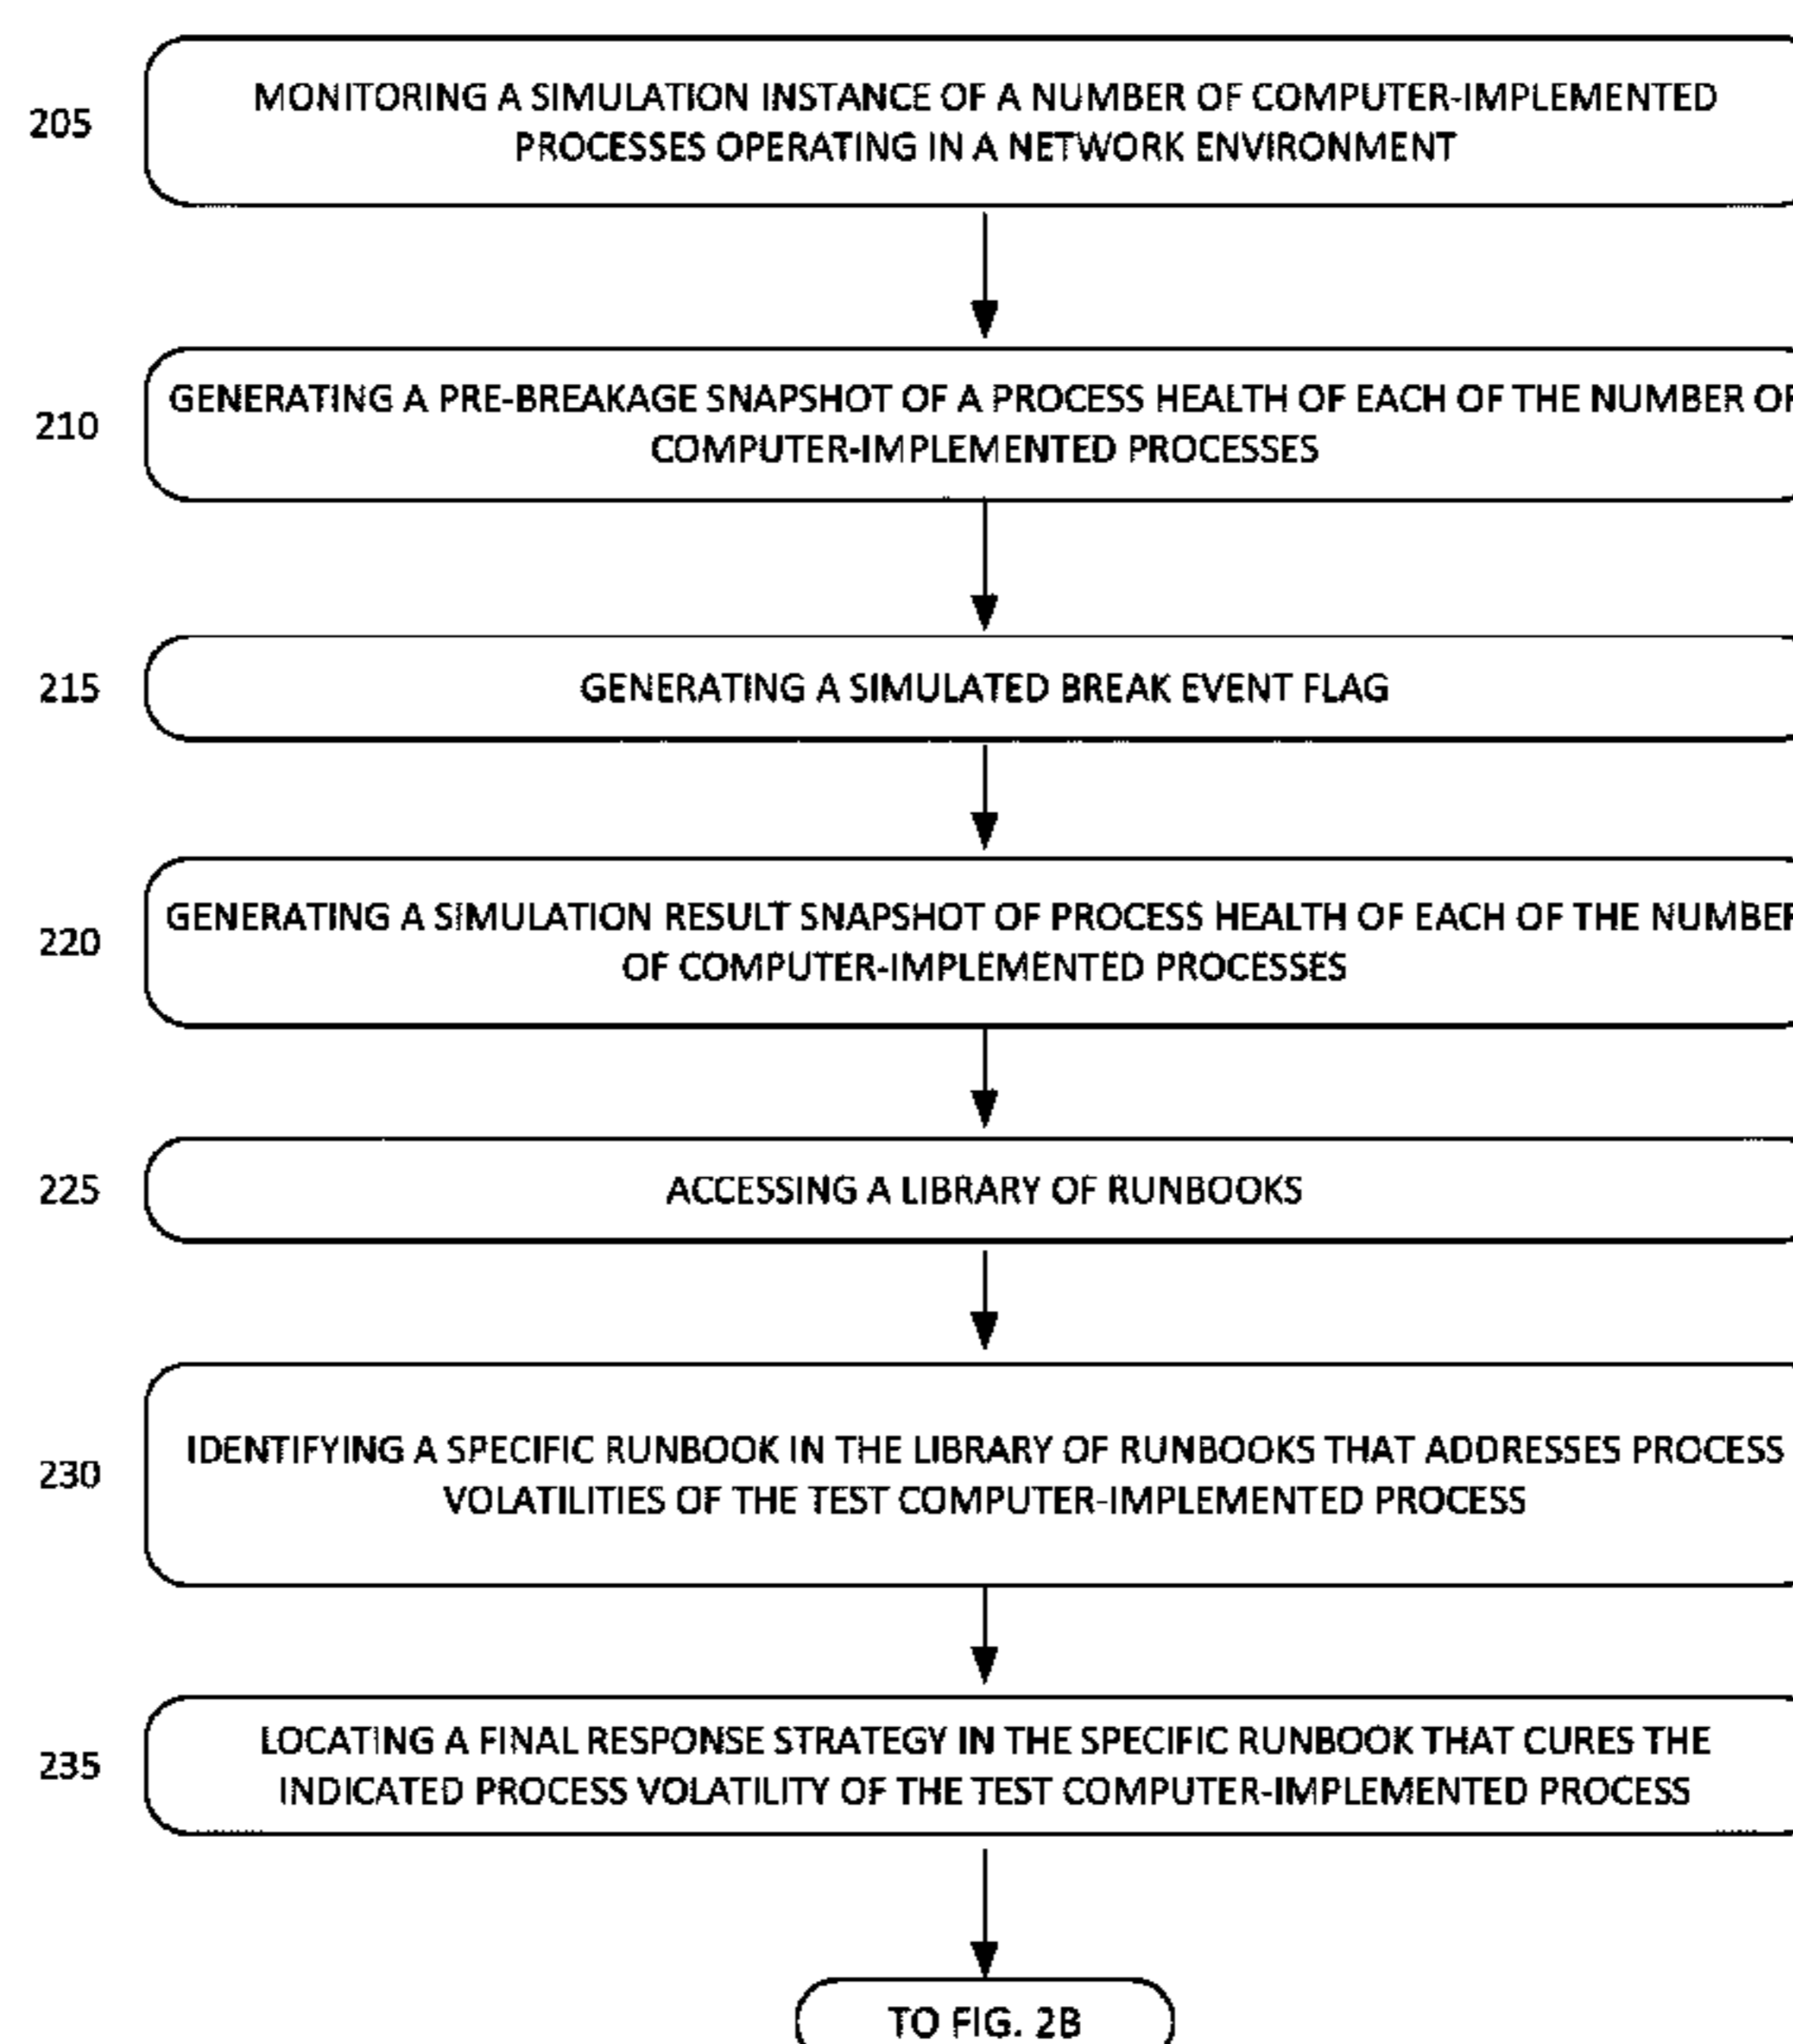 205
MONITORING A SIMULATION INSTANCE OF A NUMBER OF COMPUTER-IMPLEMENTED
PROCESSES OPERATING IN A NETWORK ENVIRONMENT
210
GENERATING A PRE-BREAKAGE SNAPSHOT OF A PROCESS HEALTH OF EACH OF THE NUMBER OF
COMPUTER-IMPLEMENTED PROCESSES
215
GENERATING A SIMULATED BREAK EVENT FLAG
220
GENERATING A SIMULATION RESULT SNAPSHOT OF PROCESS HEALTH OF EACH OF THE NUMBER
OF COMPUTER-IMPLEMENTED PROCESSES
225
ACCESSING A LIBRARY OF RUNBOOKS
230
IDENTIFYING A SPECIFIC RUNBOOK IN THE LIBRARY OF RUNBOOKS THAT ADDRESSES PROCESS
VOLATILITIES OF THE TEST COMPUTER-IMPLEMENTED PROCESS
235
LOCATING A FINAL RESPONSE STRATEGY IN THE SPECIFIC RUNBOOK THAT CURES THE
INDICATED PROCESS VOLATILITY OF THE TEST COMPUTER-IMPLEMENTED PROCESS
TO FIG. 2B